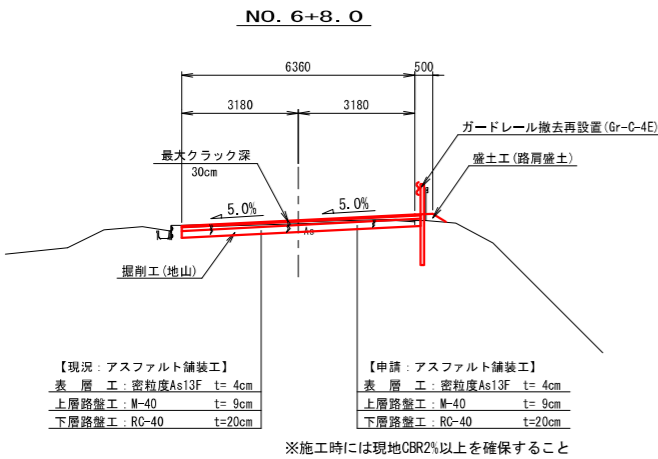 NO. 6+8.0
6360
500
3180
3180
ガードレール撤去再設置(Gr-C-4E)
最大クラック深
30cm
盛土工(路肩盛土)
5.0%
5.0%
As
掘削工(地山)
【現況：アスファルト舗装工】
表　層　工：密粒度As13F　t= 4cm
上層路盤工：M-40　t= 9cm
下層路盤工：RC-40　t=20cm
【申請：アスファルト舗装工】
表　層　工：密粒度As13F　t= 4cm
上層路盤工：M-40　t= 9cm
下層路盤工：RC-40　t=20cm
※施工時には現地CBR2%以上を確保すること